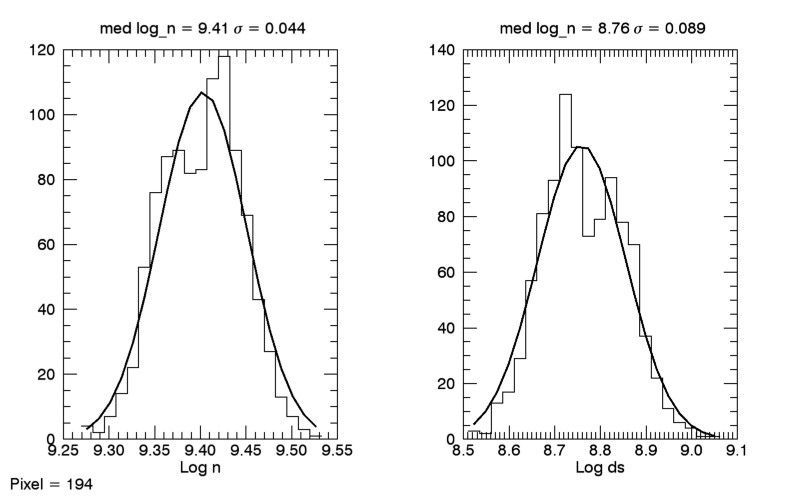 med log_n = 9.41 σ = 0.044
120
100
80
60
40
20
0
9.25 9.30 9.35 9.40 9.45 9.50 9.55
Log n
med log_n = 8.76 σ = 0.089
140
120
100
80
60
40
20
0
8.5 8.6 8.7 8.8 8.9 9.0 9.1
Log ds
Pixel = 194